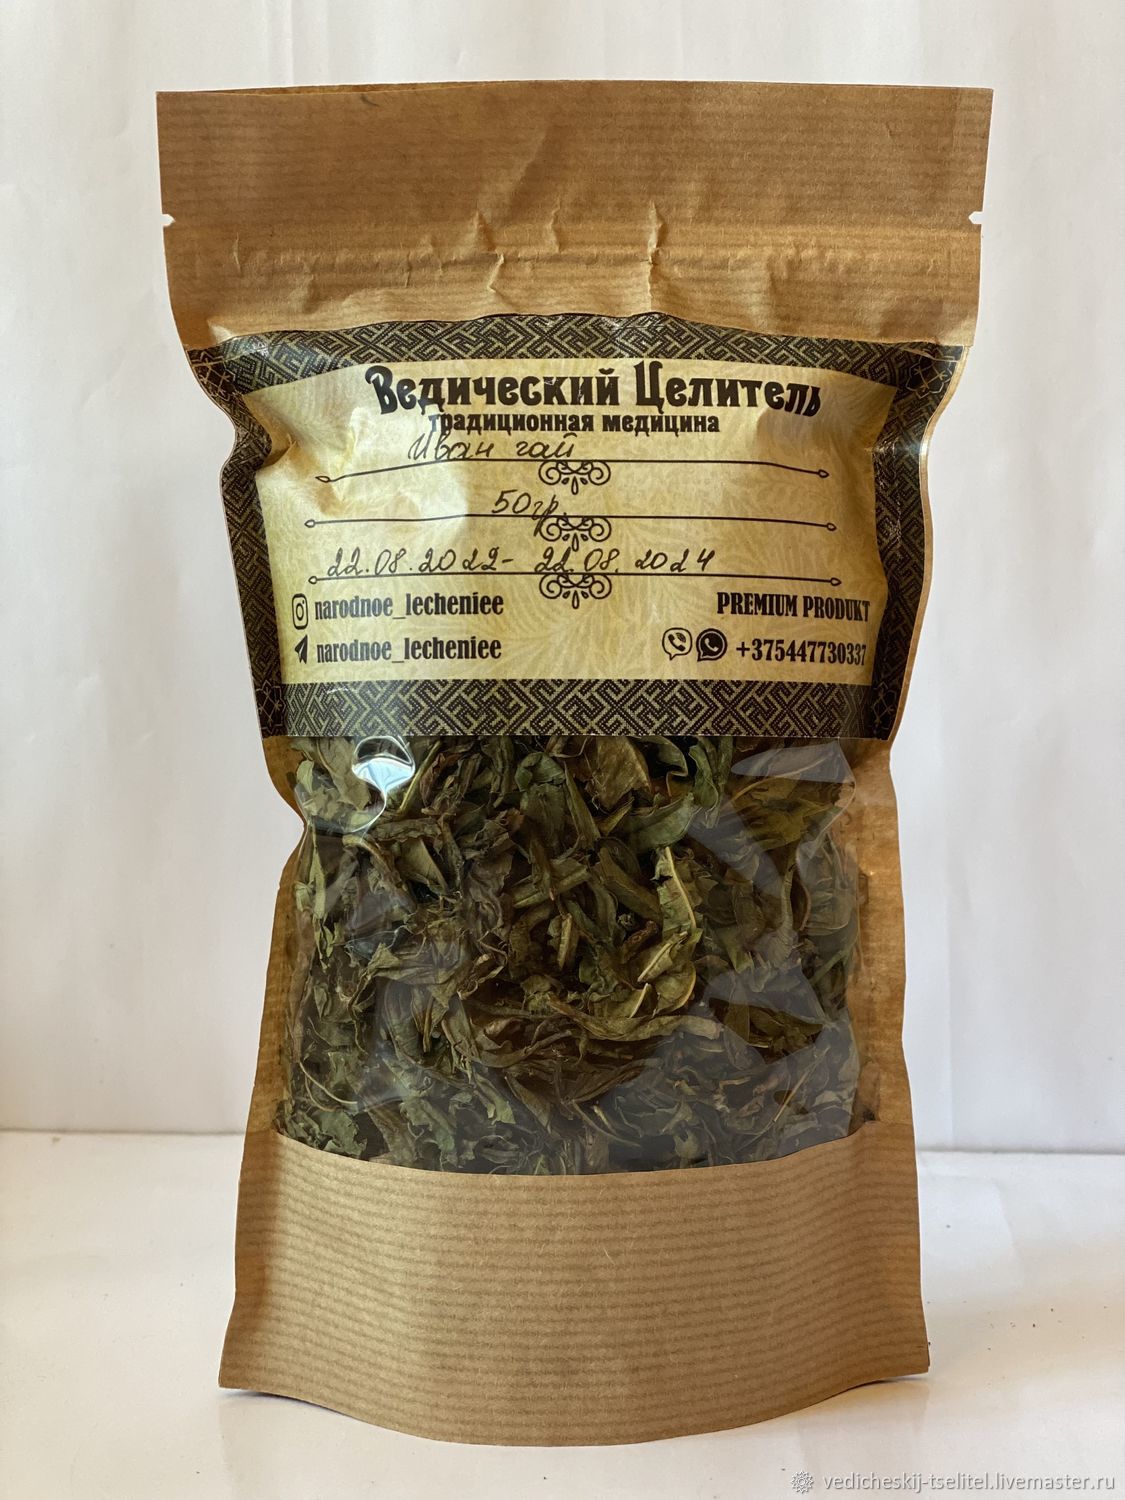 Ведический Целитель
традиционная медицина
Иван чай
50гр.
22.08.2022- 22.08.2024
narodnoe_lecheniee
PREMIUM PRODUKT
narodnoe_lecheniee
+375447730337
vedicheskij-tselitel.livemaster.ru